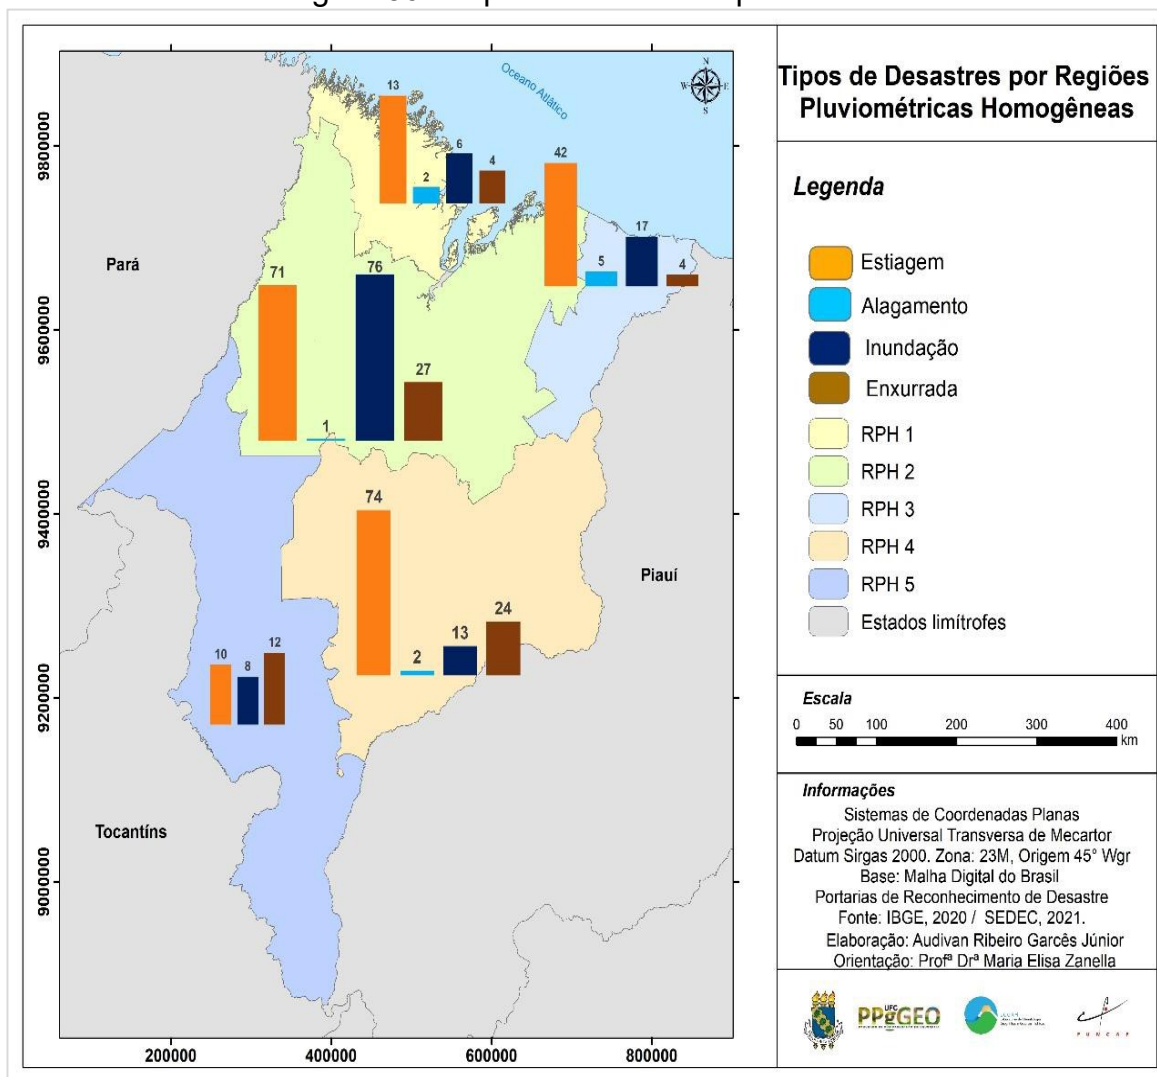 Tipos de Desastres por Regiões
Pluviométricas Homogêneas
Legenda
Estiagem
Alagamento
Inundação
Enxurrada
RPH 1
RPH 2
RPH 3
RPH 4
RPH 5
Estados limítrofes
Escala
0 50 100 200 300 400
km
Informações
Sistemas de Coordenadas Planas
Projeção Universal Transversa de Mecartor
Datum Sirgas 2000. Zona: 23M, Origem 45° Wgr
Base: Malha Digital do Brasil
Portarias de Reconhecimento de Desastre
Fonte: IBGE, 2020 / SEDEC, 2021.
Elaboração: Audivan Ribeiro Garcês Júnior
Orientação: Profª Drª Maria Elisa Zanella
UFC
PPgGEO
FUNCAP
Oceano Atlâtico
N
W E
S
Pará
Piauí
Tocantíns
13
2
6
4
42
5
17
4
71
1
76
27
74
2
13
24
10
8
12
9800000
9600000
9400000
9200000
9000000
200000 400000 600000 800000